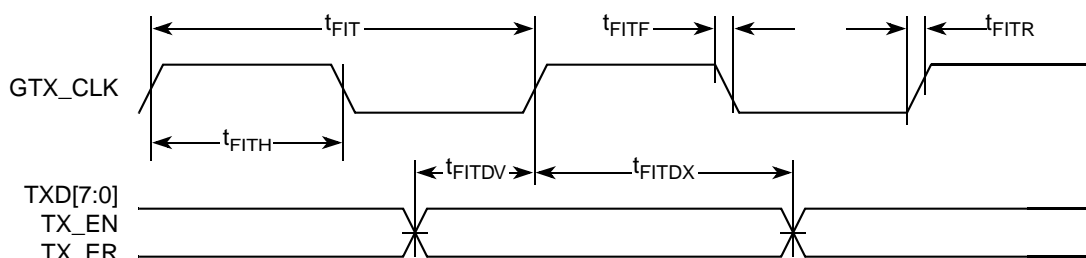 tFIT
tFITF
tFITR
GTX_CLK
tFITH
tFITDV
tFITDX
TXD[7:0]
TX_EN
TX_ER